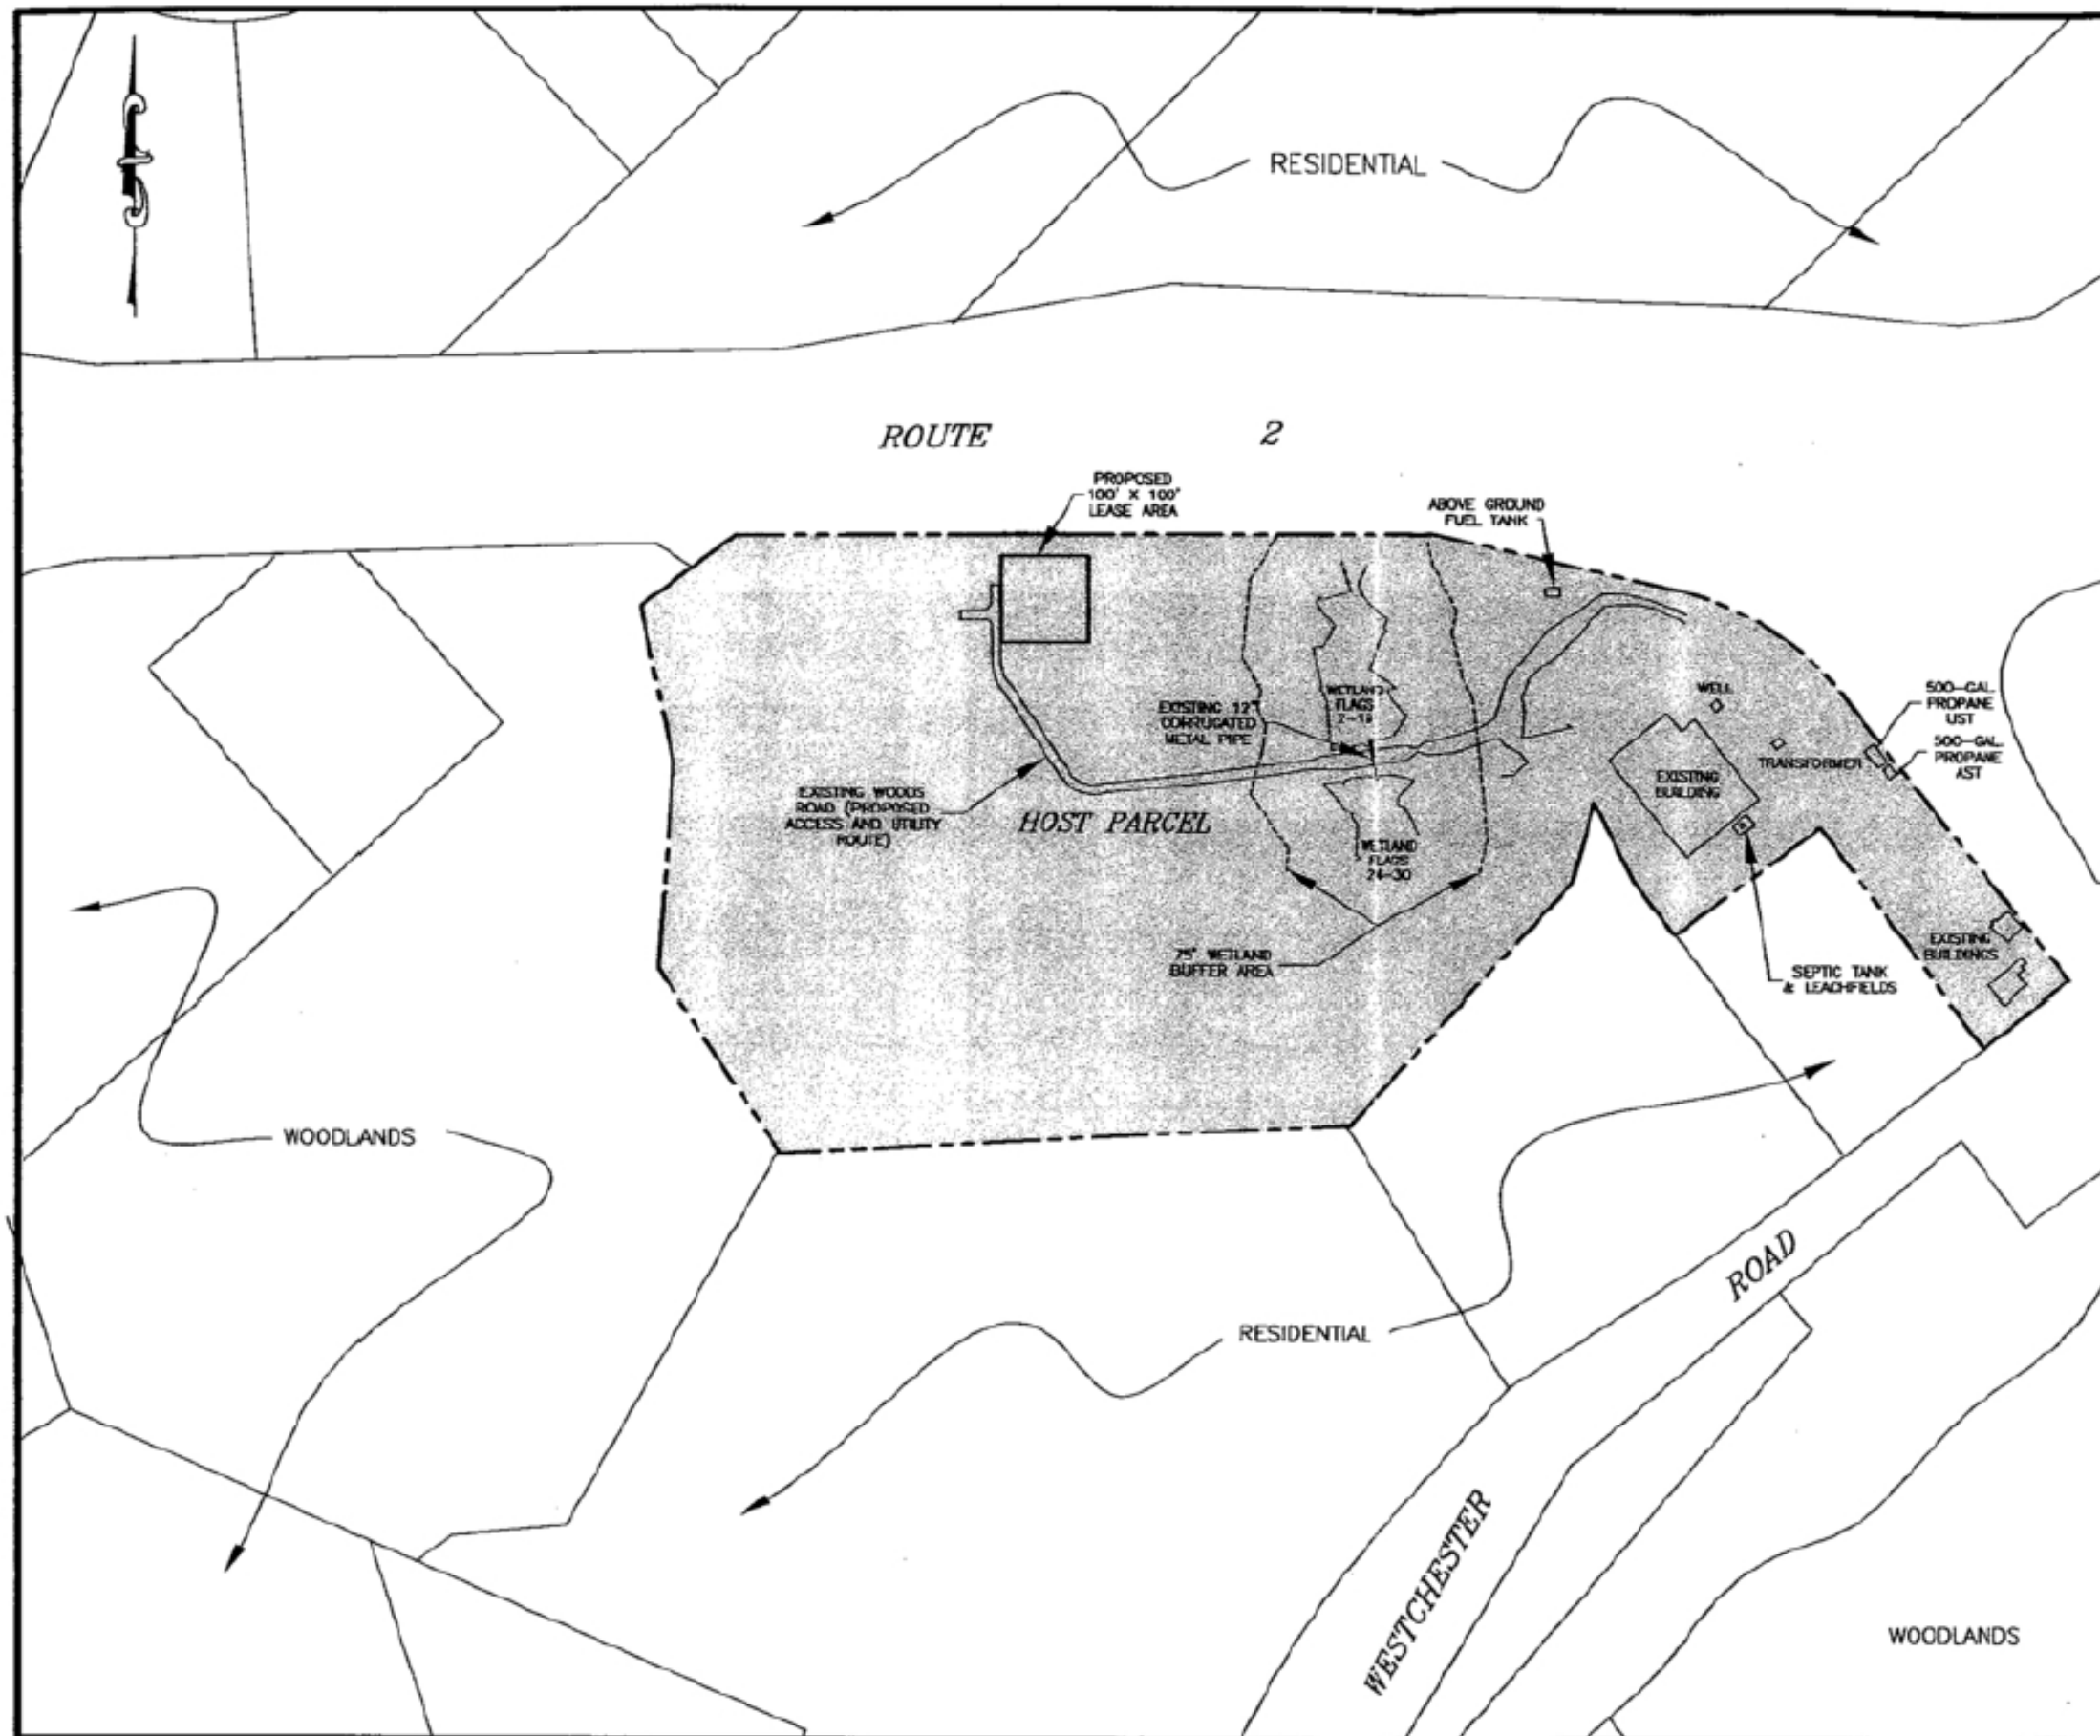 RESIDENTIAL
ROUTE 2
PROPOSED
100' X 100'
LEASE AREA
ABOVE GROUND
FUEL TANK
WELL
500-GAL.
PROPANE
UST
500-GAL.
PROPANE
AST
TRANSFORMER
EXISTING
BUILDING
WETLAND
FLAGS
EXISTING 12"
CORRUGATED
METAL PIPE
EXISTING WOODS
ROAD (PROPOSED
ACCESS AND UTILITY
ROUTE)
HOST PARCEL
WETLAND
FLAGS
24-30
75' WETLAND
BUFFER AREA
EXISTING
BUILDINGS
SEPTIC TANK
& LEACHFIELDS
WOODLANDS
RESIDENTIAL
WESTCHESTER ROAD
WOODLANDS